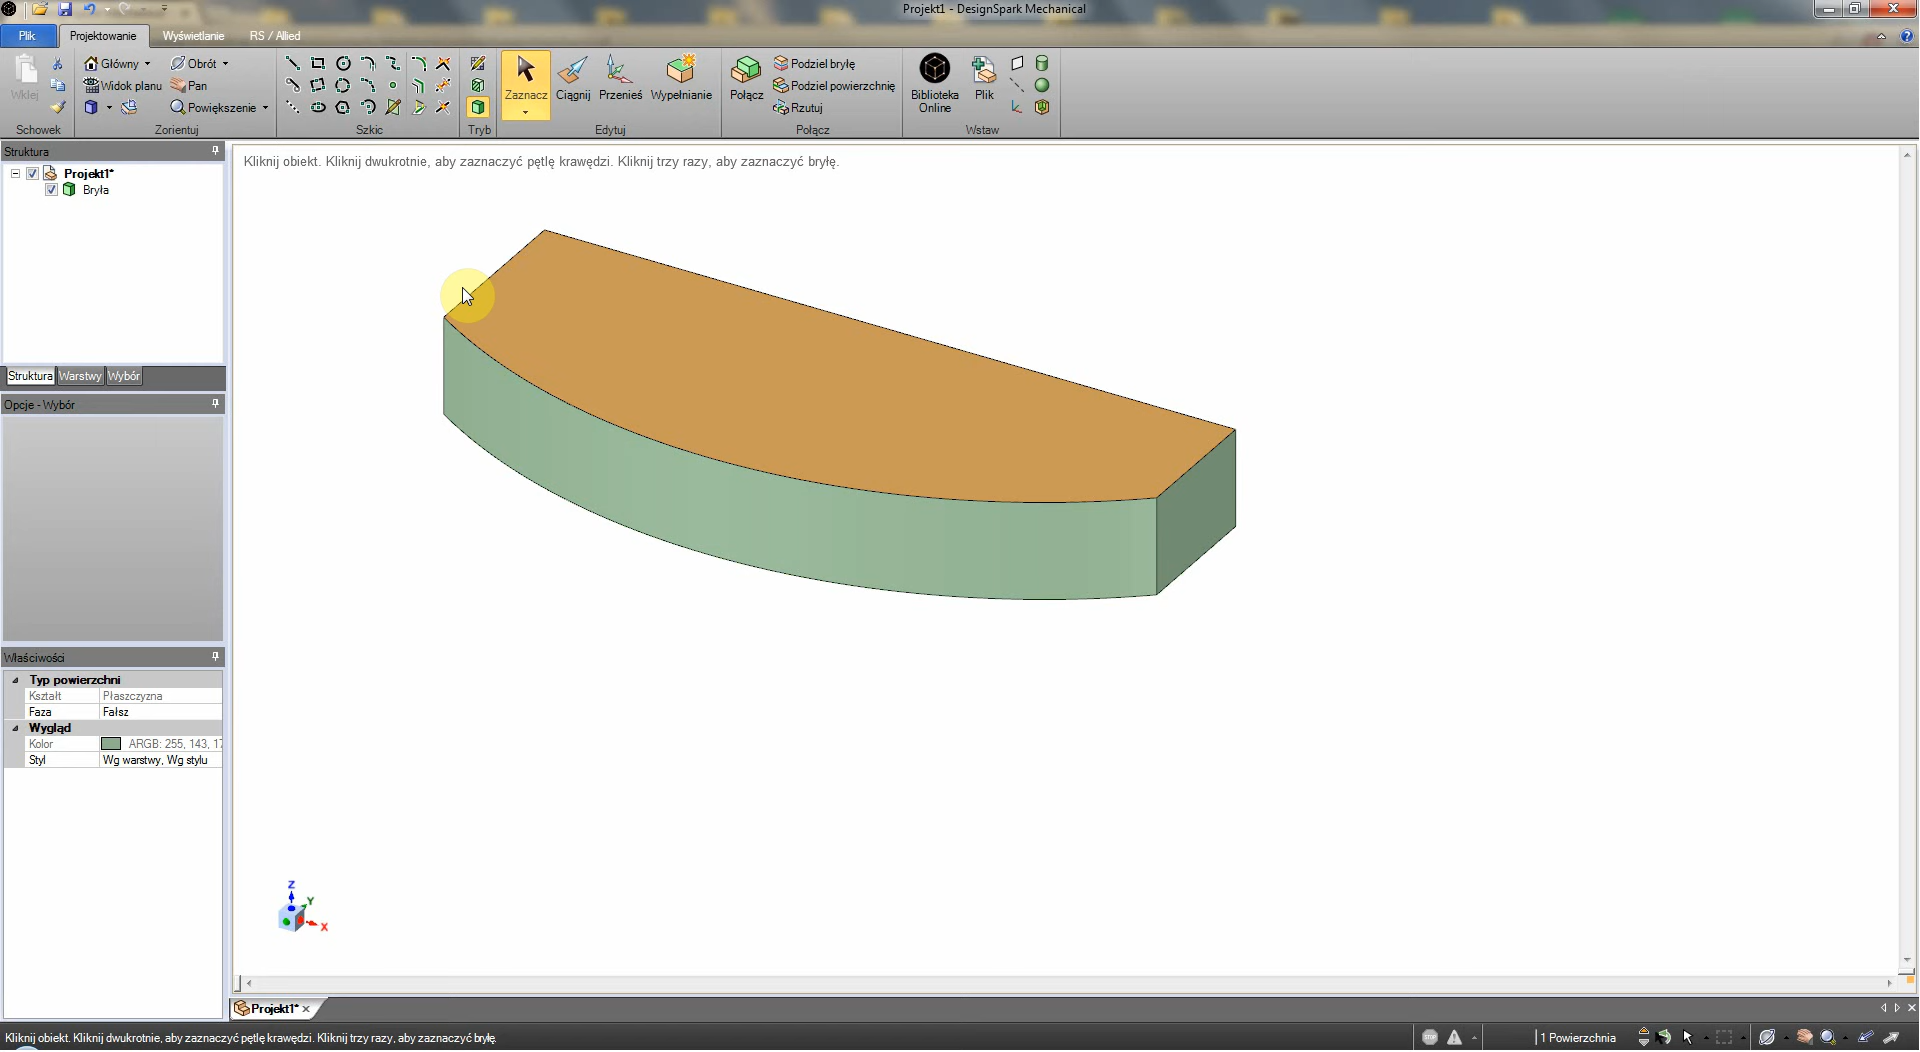 Projekt1 - DesignSpark Mechanical
Plik
Projektowanie
Wyświetlanie
RS / Allied
Wklej
Schowek
Główny
Obrót
Widok planu
Pan
Powiększenie
Zorientuj
Szkic
Tryb
Zaznacz
Ciągnij
Przenieś
Wypełnianie
Edytuj
Połącz
Podziel bryłę
Podziel powierzchnię
Rzutuj
Połącz
Biblioteka
Online
Plik
Wstaw
Struktura
Projekt1*
Bryła
Struktura
Warstwy
Wybór
Opcje - Wybór
Właściwości
Typ powierzchni
Kształt Płaszczyzna
Faza Fałsz
Wygląd
Kolor ARGB: 255, 143, 17
Styl Wg warstwy, Wg stylu
Kliknij obiekt. Kliknij dwukrotnie, aby zaznaczyć pętlę krawędzi. Kliknij trzy razy, aby zaznaczyć bryłę.
Z
Y
X
Projekt1*
Kliknij obiekt. Kliknij dwukrotnie, aby zaznaczyć pętlę krawędzi. Kliknij trzy razy, aby zaznaczyć bryłę.
1 Powierzchnia